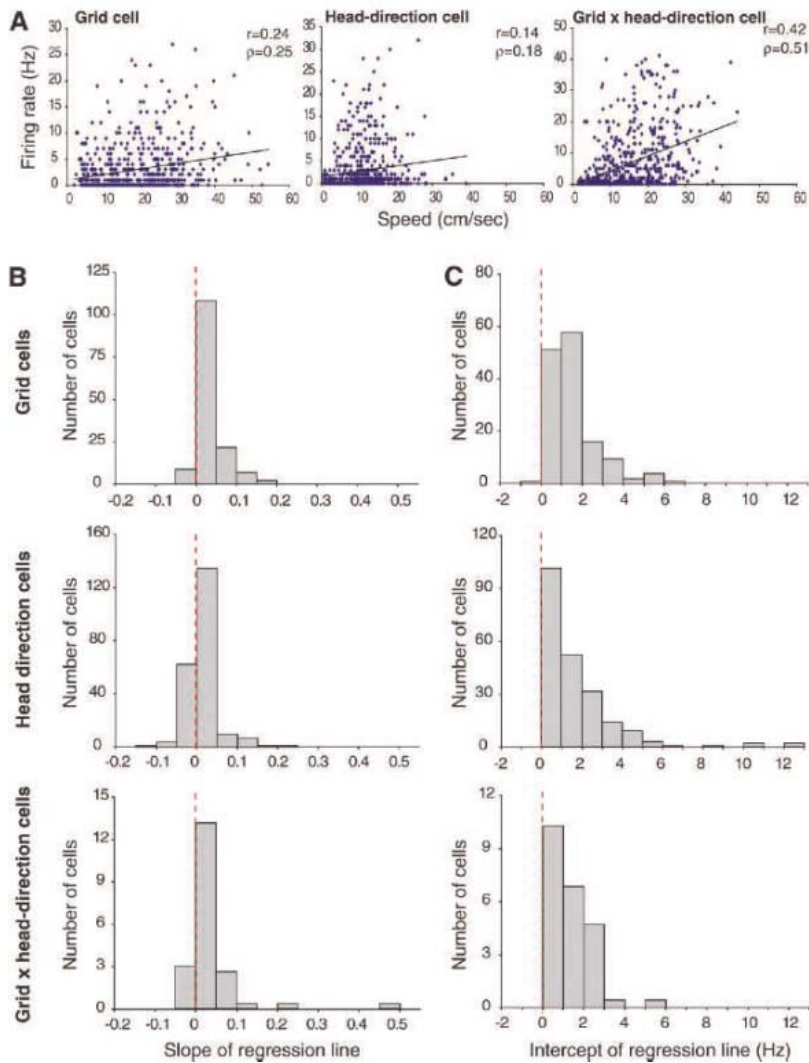 A
Grid cell
r=0.24
ρ=0.25
Head-direction cell
r=0.14
ρ=0.18
Grid x head-direction cell
r=0.42
ρ=0.51
Firing rate (Hz)
30
25
20
15
10
5
0
0 10 20 30 40 50 60
35
30
25
20
15
10
5
0
0 10 20 30 40 50 60
50
40
30
20
10
0
0 10 20 30 40 50 60
Speed (cm/sec)
B
Grid cells
Number of cells
125
100
75
50
25
0
-0.2 -0.1 0 0.1 0.2 0.3 0.4 0.5
C
Number of cells
80
60
40
20
0
-2 0 2 4 6 8 10 12
Head direction cells
Number of cells
160
120
80
40
0
-0.2 -0.1 0 0.1 0.2 0.3 0.4 0.5
Number of cells
120
90
60
30
0
-2 0 2 4 6 8 10 12
Grid x head-direction cells
Number of cells
15
12
9
6
3
0
-0.2 -0.1 0 0.1 0.2 0.3 0.4 0.5
Slope of regression line
Number of cells
12
9
6
3
0
-2 0 2 4 6 8 10 12
Intercept of regression line (Hz)